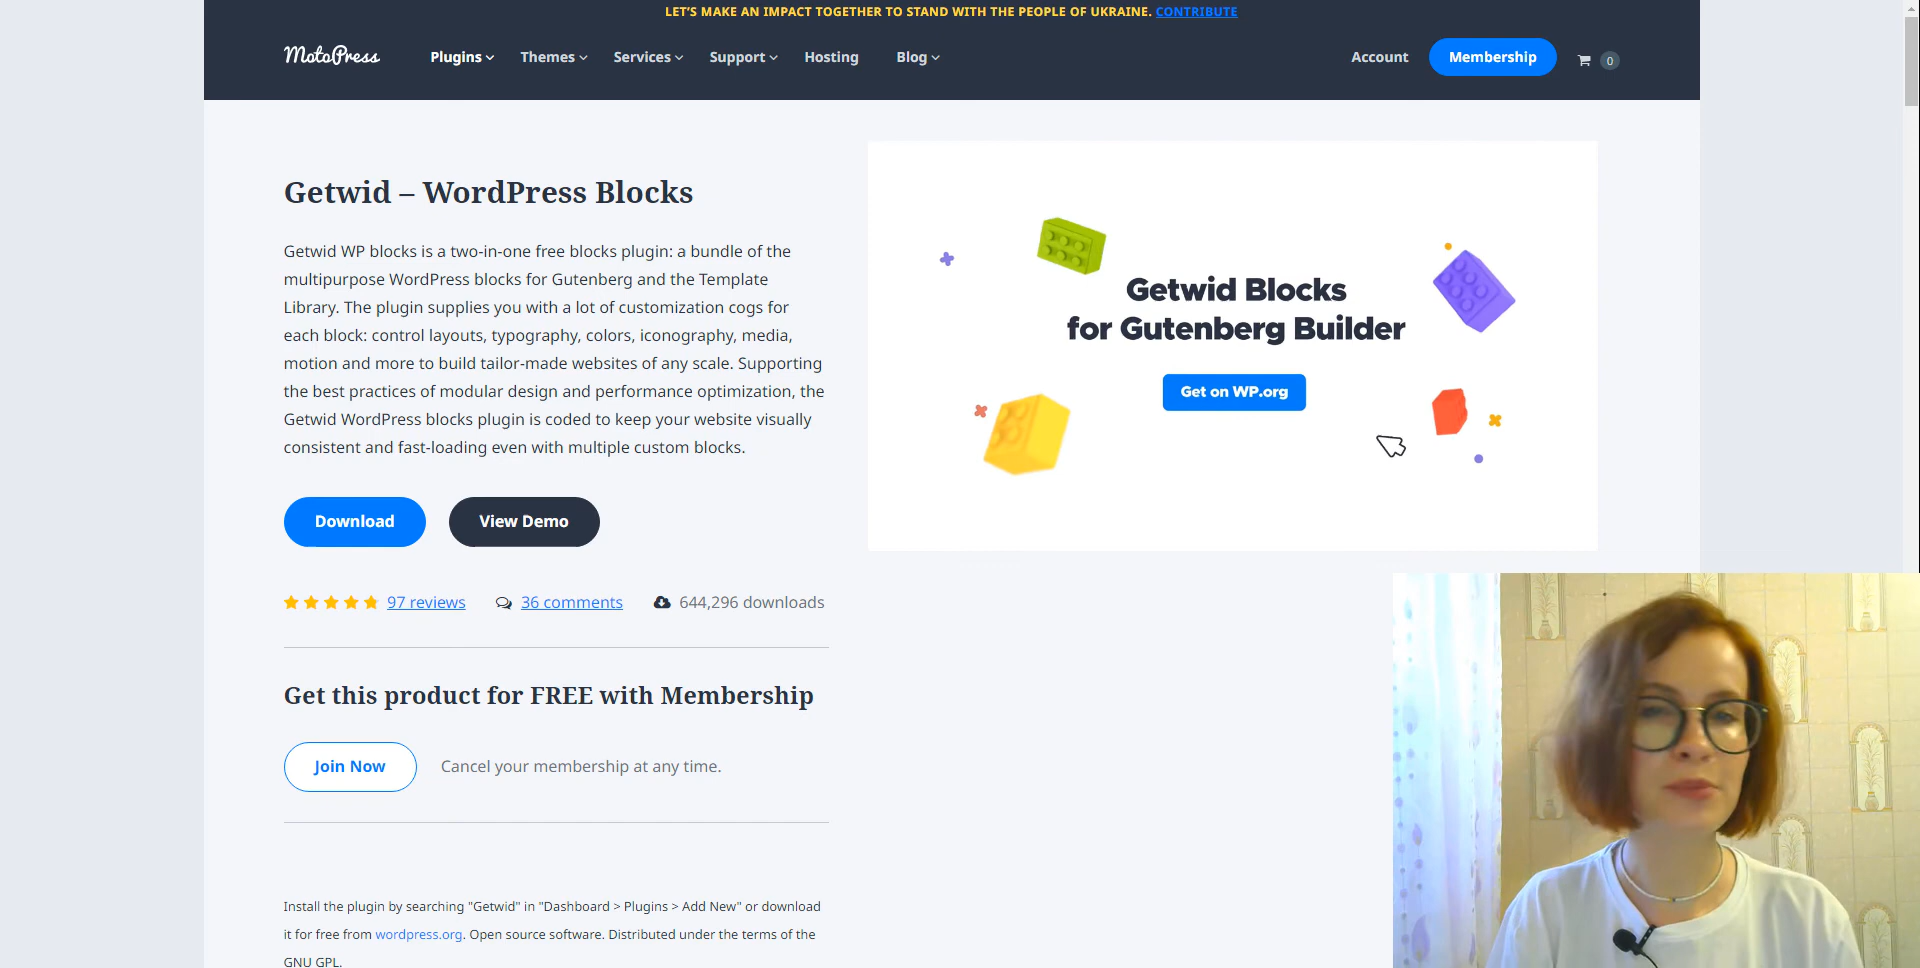 LET'S MAKE AN IMPACT TOGETHER TO STAND WITH THE PEOPLE OF UKRAINE. CONTRIBUTE
MotoPress
Plugins Themes Services Support Hosting Blog Account Membership 0
Getwid – WordPress Blocks
Getwid WP blocks is a two-in-one free blocks plugin: a bundle of the
multipurpose WordPress blocks for Gutenberg and the Template
Library. The plugin supplies you with a lot of customization cogs for
each block: control layouts, typography, colors, iconography, media,
motion and more to build tailor-made websites of any scale. Supporting
the best practices of modular design and performance optimization, the
Getwid WordPress blocks plugin is coded to keep your website visually
consistent and fast-loading even with multiple custom blocks.
Download View Demo
97 reviews 36 comments 644,296 downloads
Get this product for FREE with Membership
Join Now Cancel your membership at any time.
Install the plugin by searching "Getwid" in "Dashboard > Plugins > Add New" or download
it for free from wordpress.org. Open source software. Distributed under the terms of the
GNU GPL.
Getwid Blocks
for Gutenberg Builder
Get on WP.org